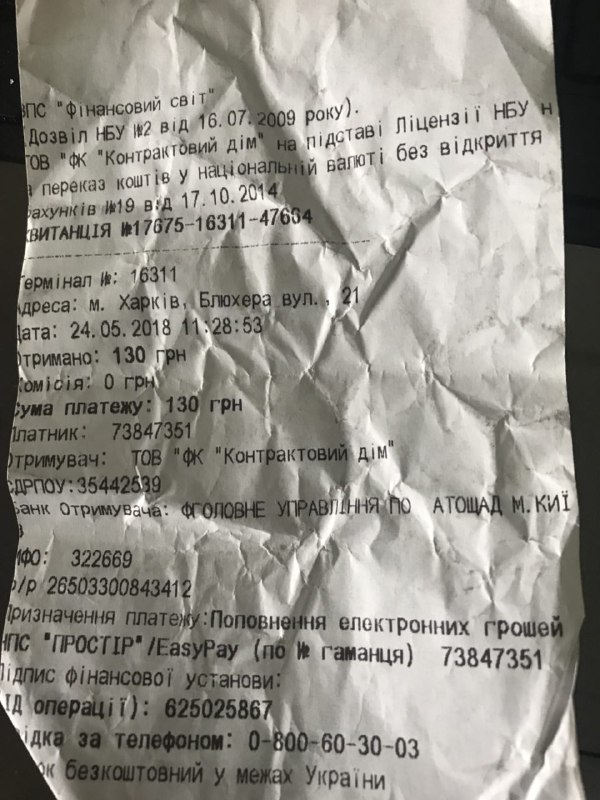 ВПС "Фінансовий світ"
(Дозвіл НБУ №2 від 16.07.2009 року).
ТОВ "ФК "Контрактовий дім" на підставі Ліцензії НБУ н
а переказ коштів у національній валюті без відкриття
рахунків №19 від 17.10.2014
КВИТАНЦІЯ №17675-16311-47664
Термінал №: 16311
Адреса: м. Харків, Блюхера вул., 21
Дата: 24.05.2018 11:28:53
Отримано: 130 грн
Комісія: 0 грн
Сума платежу: 130 грн
Платник: 73847351
Отримувач: ТОВ "ФК "Контрактовий дім"
ЄДРПОУ:35442539
Банк Отримувача: ФГОЛОВНЕ УПРАВЛІННЯ ПО АТОЩАД М.КИЇ
В
МФО: 322669
р/р 26503300843412
Призначення платежу:Поповнення електронних грошей
НПС "ПРОСТІР"/EasyPay (по № гаманця) 73847351
Підпис фінансової установи:
(ІД операції): 625025867
відка за телефоном: 0-800-60-30-03
ок безкоштовний у межах України